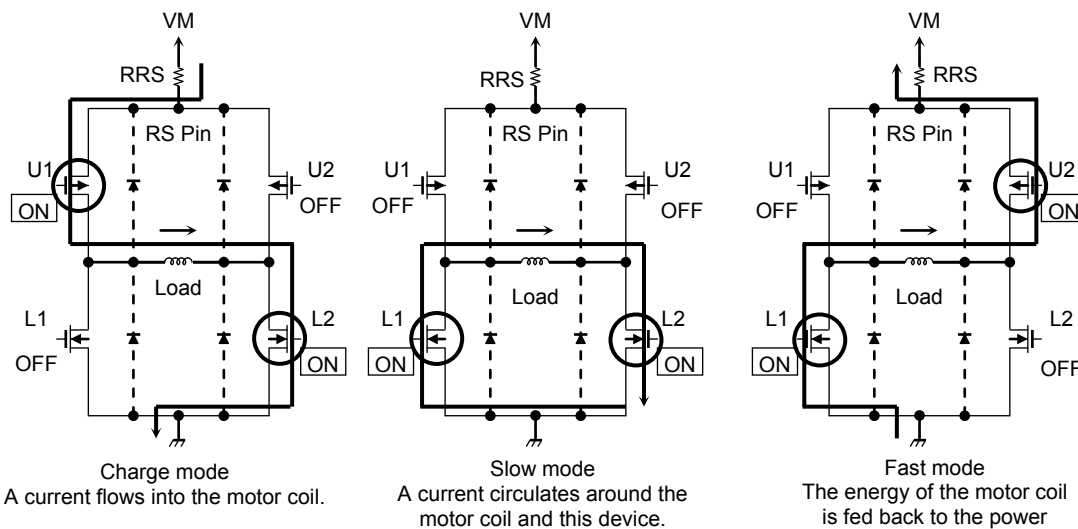 VM
RRS
RS Pin
U1
ON
U2
OFF
Load
L1
OFF
L2
ON
Charge mode
A current flows into the motor coil.
VM
RRS
RS Pin
U1
OFF
U2
OFF
Load
L1
ON
L2
ON
Slow mode
A current circulates around the
motor coil and this device.
VM
RRS
RS Pin
U1
OFF
U2
ON
Load
L1
ON
L2
OFF
Fast mode
The energy of the motor coil
is fed back to the power